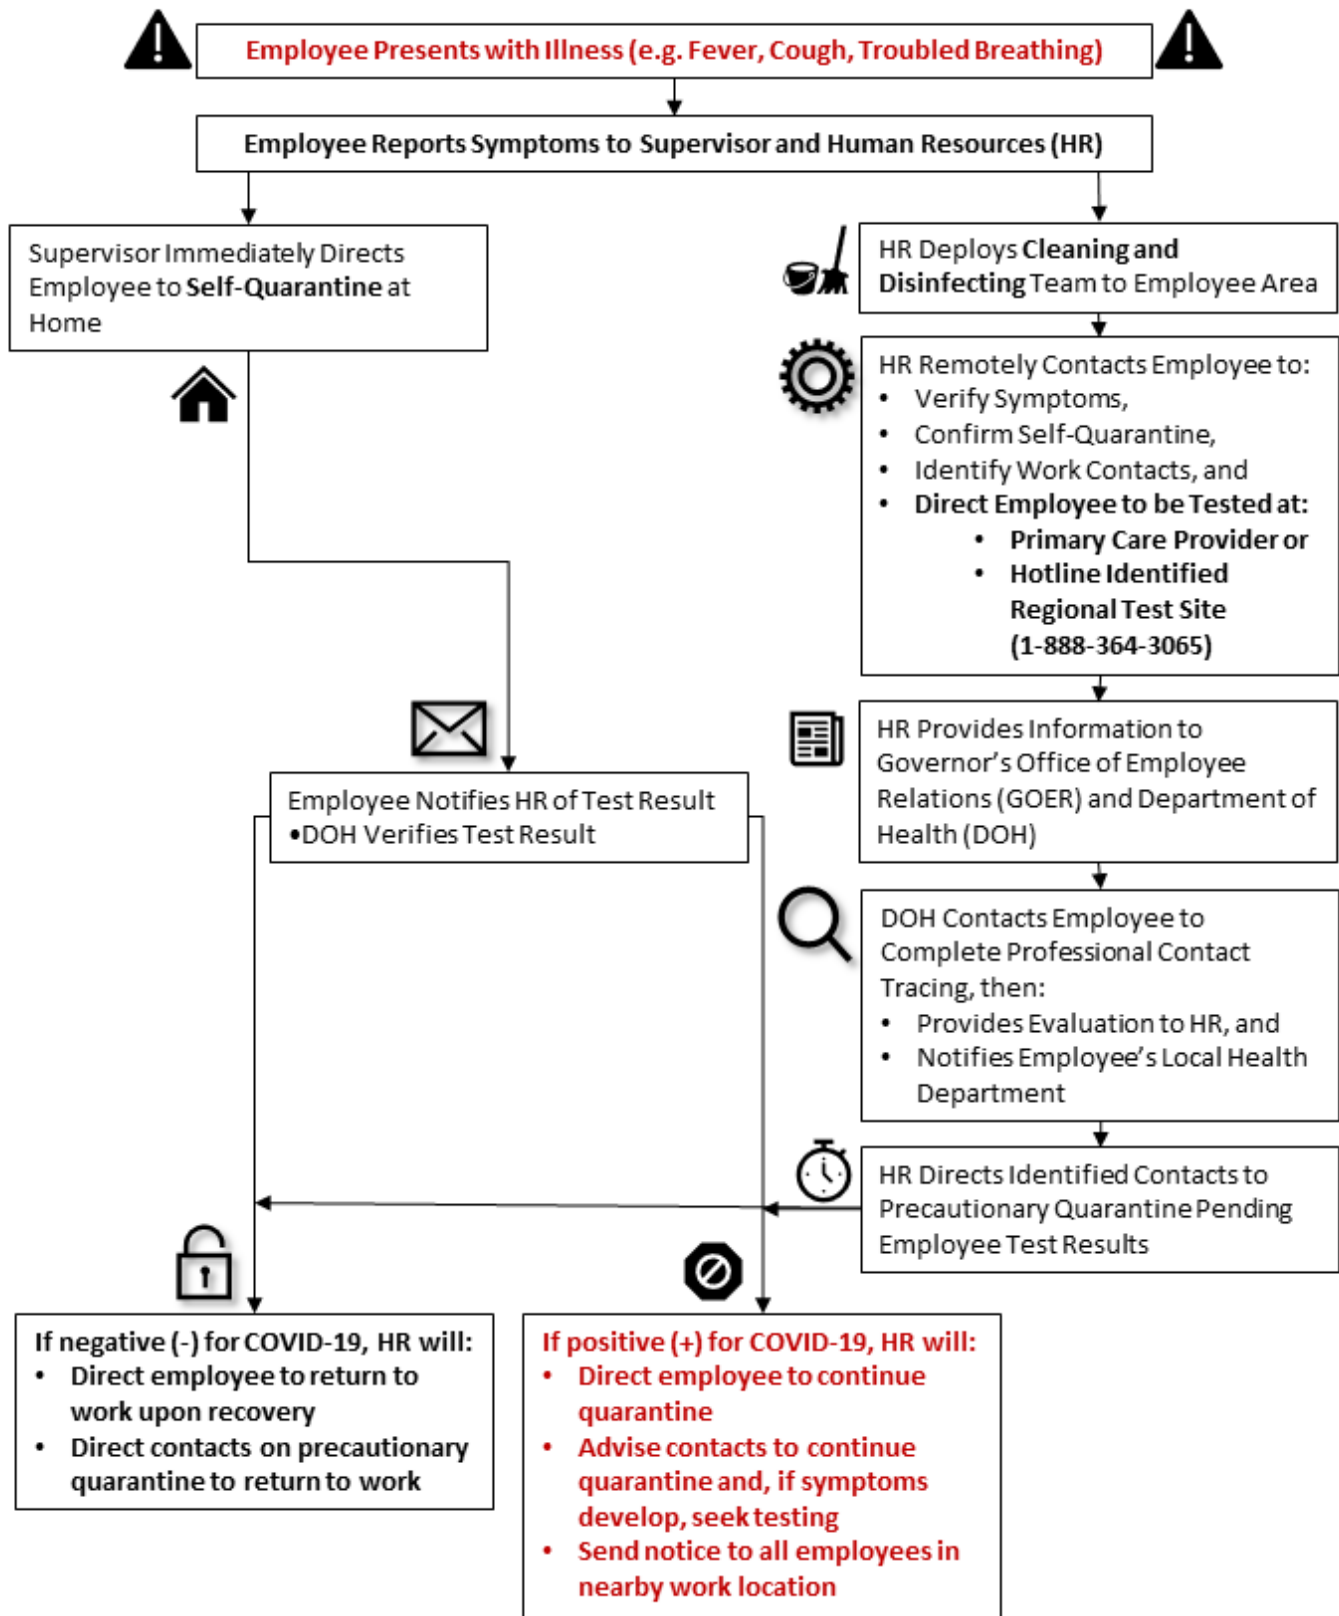 Employee Presents with Illness (e.g. Fever, Cough, Troubled Breathing)
Employee Reports Symptoms to Supervisor and Human Resources (HR)
Supervisor Immediately Directs
Employee to Self-Quarantine at
Home
HR Deploys Cleaning and
Disinfecting Team to Employee Area
HR Remotely Contacts Employee to:
• Verify Symptoms,
• Confirm Self-Quarantine,
• Identify Work Contacts, and
• Direct Employee to be Tested at:
• Primary Care Provider or
• Hotline Identified
Regional Test Site
(1-888-364-3065)
HR Provides Information to
Governor's Office of Employee
Relations (GOER) and Department of
Health (DOH)
Employee Notifies HR of Test Result
•DOH Verifies Test Result
DOH Contacts Employee to
Complete Professional Contact
Tracing, then:
• Provides Evaluation to HR, and
• Notifies Employee's Local Health
Department
HR Directs Identified Contacts to
Precautionary Quarantine Pending
Employee Test Results
If negative (-) for COVID-19, HR will:
• Direct employee to return to
work upon recovery
• Direct contacts on precautionary
quarantine to return to work
If positive (+) for COVID-19, HR will:
• Direct employee to continue
quarantine
• Advise contacts to continue
quarantine and, if symptoms
develop, seek testing
• Send notice to all employees in
nearby work location